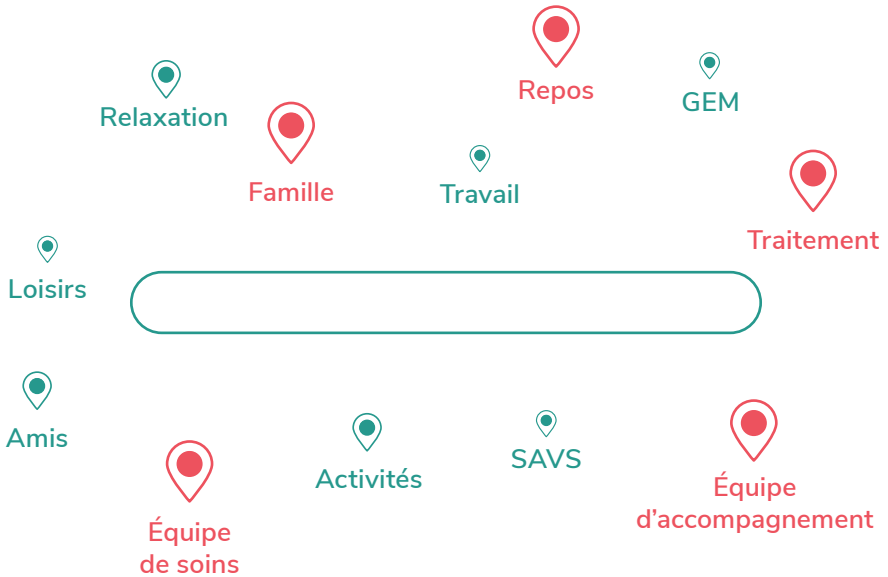 Repos
GEM
Relaxation
Famille
Travail
Traitement
Loisirs
Amis
Activités
SAVS
Équipe
d’accompagnement
Équipe
de soins